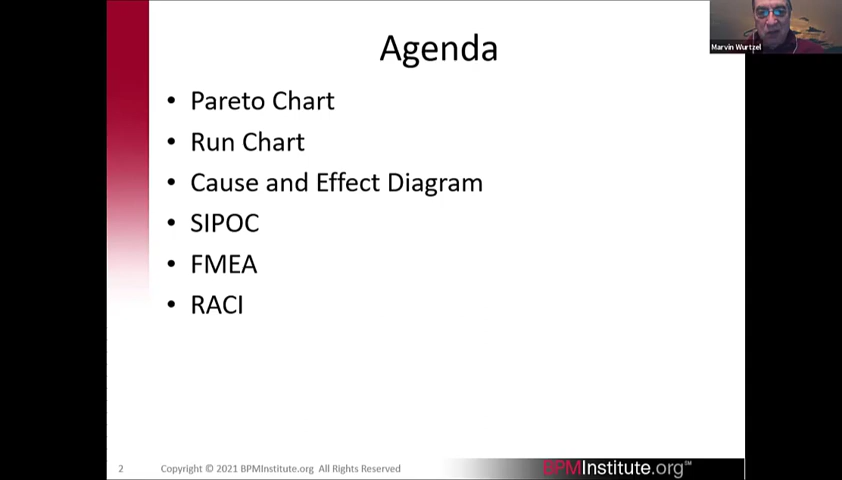 Agenda
Marvin Wurtzel
• Pareto Chart
• Run Chart
• Cause and Effect Diagram
• SIPOC
• FMEA
• RACI
2 Copyright © 2021 BPMInstitute.org All Rights Reserved
BPMInstitute.org™